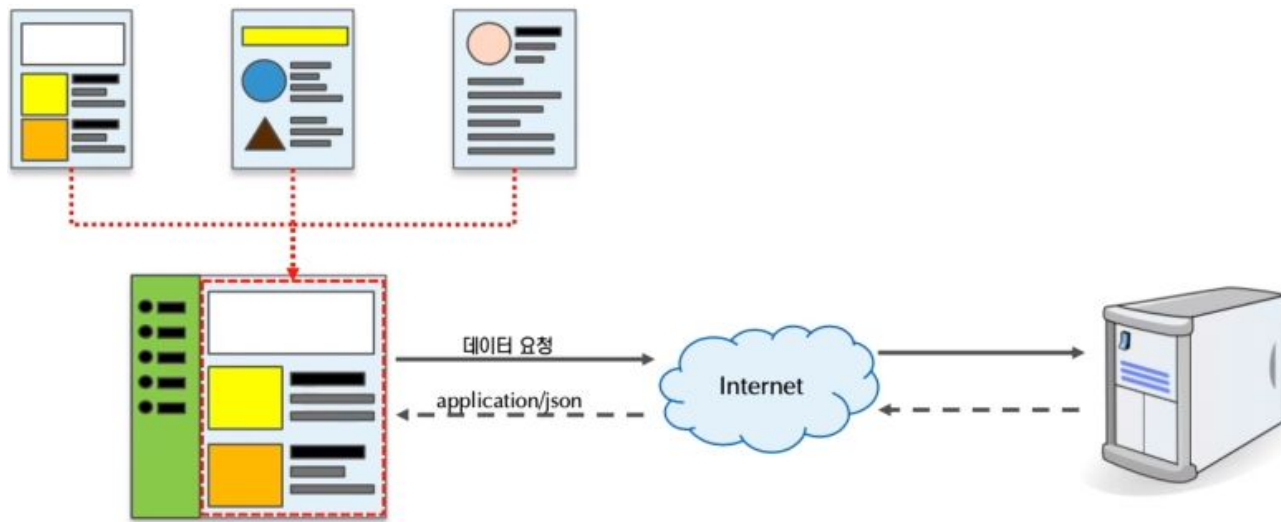 데이터 요청
application/json
Internet